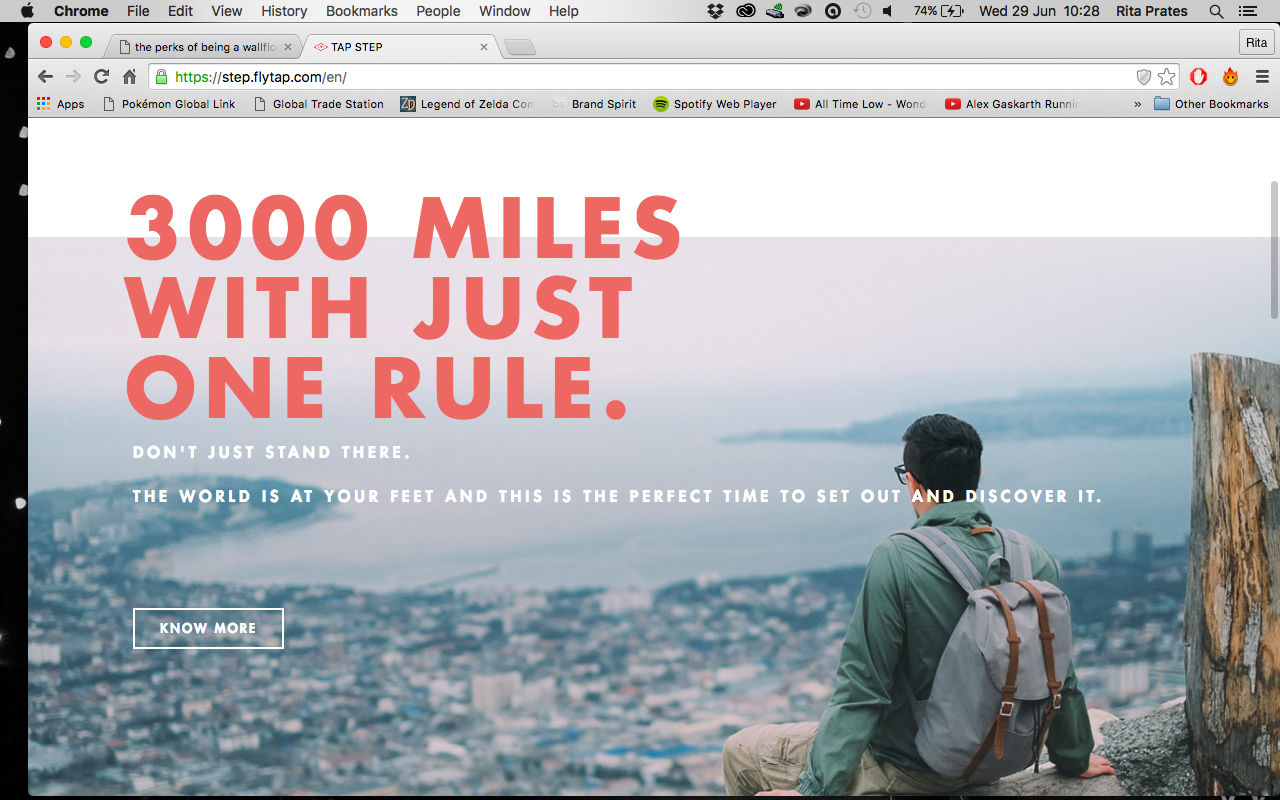 Chrome File Edit View History Bookmarks People Window Help 74% Wed 29 Jun 10:28 Rita Prates
the perks of being a wallflo TAP STEP Rita
https://step.flytap.com/en/
Apps Pokémon Global Link Global Trade Station Legend of Zelda Com Brand Spirit Spotify Web Player All Time Low - Wond Alex Gaskarth Runnin » Other Bookmarks
3000 MILES
WITH JUST
ONE RULE.
DON'T JUST STAND THERE.
THE WORLD IS AT YOUR FEET AND THIS IS THE PERFECT TIME TO SET OUT AND DISCOVER IT.
KNOW MORE